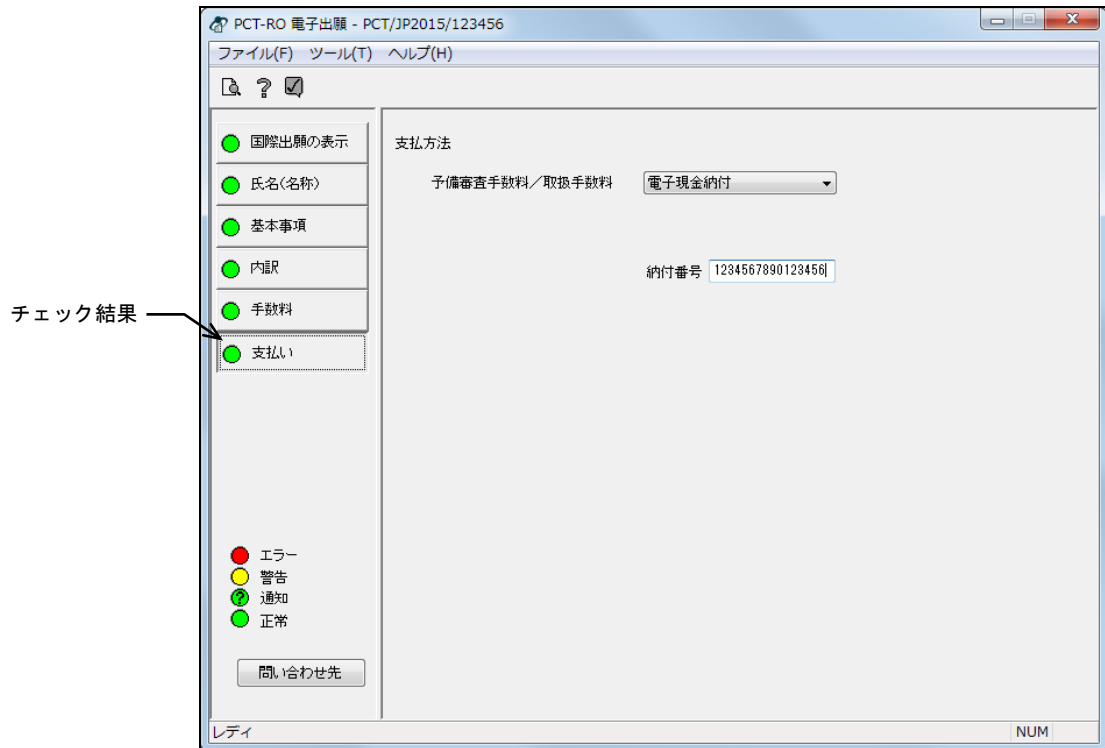 PCT-RO 電子出願 - PCT/JP2015/123456
ファイル(F) ツール(T) ヘルプ(H)
国際出願の表示
氏名(名称)
基本事項
内訳
手数料
支払い
チェック結果
エラー
警告
通知
正常
問い合わせ先
支払方法
予備審査手数料/取扱手数料 電子現金納付
納付番号 1234567890123456
レディ NUM